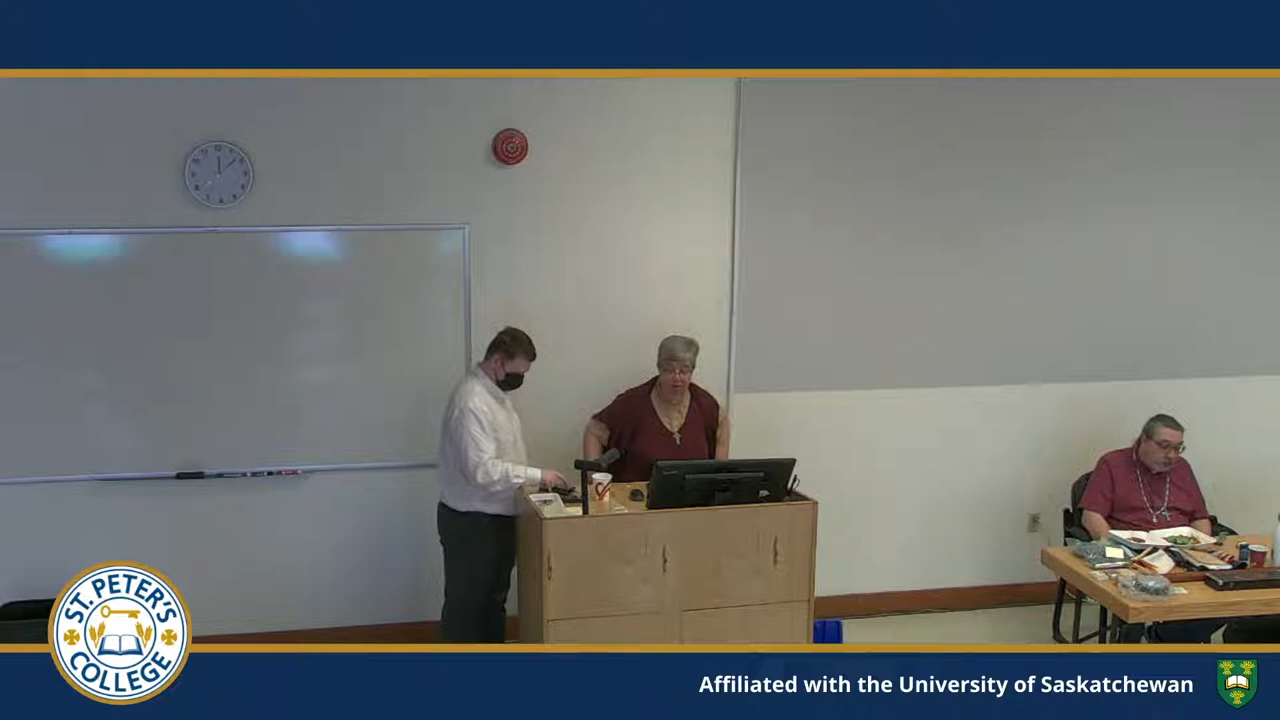 ST. PETER'S
COLLEGE
Affiliated with the University of Saskatchewan